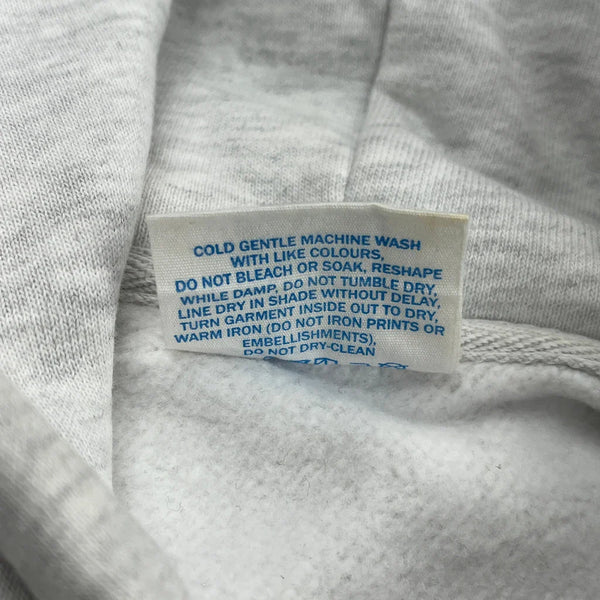 COLD GENTLE MACHINE WASH
WITH LIKE COLOURS,
DO NOT BLEACH OR SOAK, RESHAPE
WHILE DAMP, DO NOT TUMBLE DRY,
LINE DRY IN SHADE WITHOUT DELAY,
TURN GARMENT INSIDE OUT TO DRY,
WARM IRON (DO NOT IRON PRINTS OR
EMBELLISHMENTS),
DO NOT DRY-CLEAN